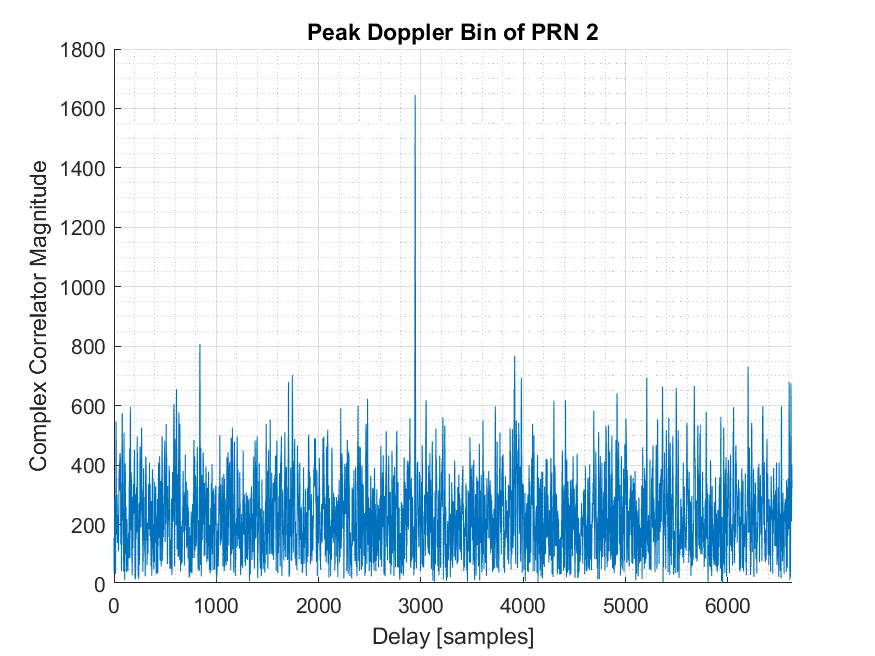 Peak Doppler Bin of PRN 2
1800
1600
1400
1200
1000
800
600
400
200
0
Complex Correlator Magnitude
0 1000 2000 3000 4000 5000 6000
Delay [samples]